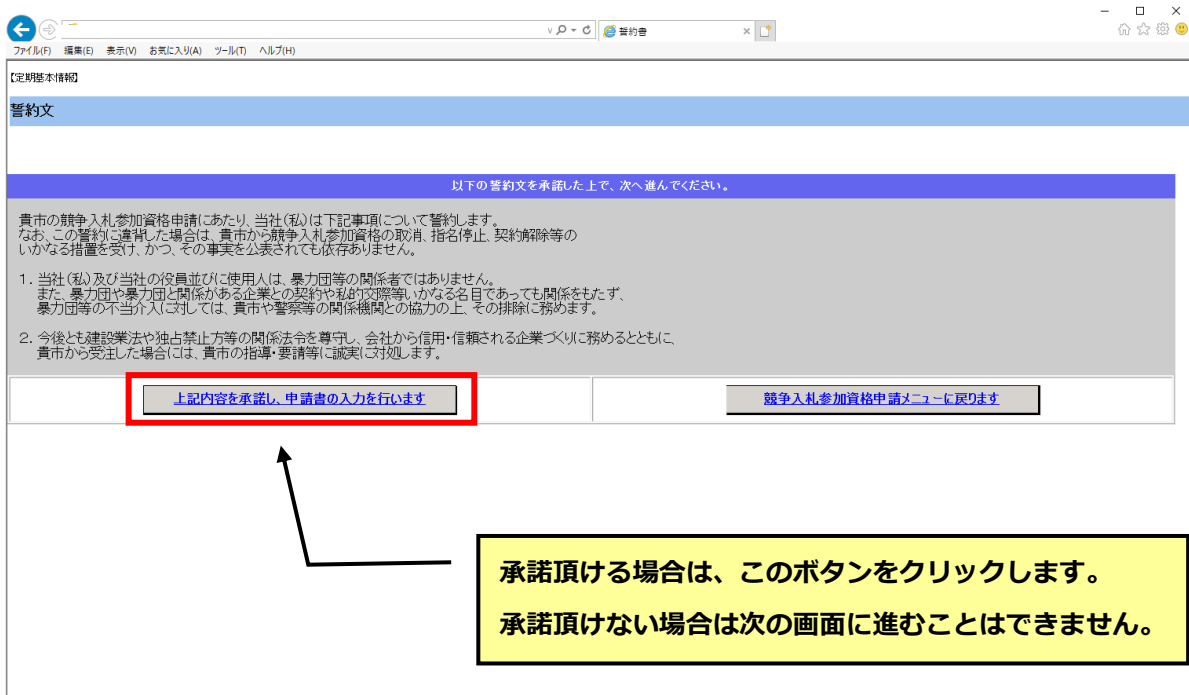 誓約書
ファイル(F) 編集(E) 表示(V) お気に入り(A) ツール(T) ヘルプ(H)
【定期基本情報】
誓約文
以下の誓約文を承諾した上で、次へ進んでください。
貴市の競争入札参加資格申請にあたり、当社(私)は下記事項について誓約します。
なお、この誓約に違背した場合は、貴市から競争入札参加資格の取消、指名停止、契約解除等の
いかなる措置を受け、かつ、その事実を公表されても依存ありません。
1. 当社(私)及び当社の役員並びに使用人は、暴力団等の関係者ではありません。
また、暴力団や暴力団と関係がある企業との契約や私的交際等いかなる名目であっても関係をもたず、
暴力団等の不当介入に対しては、貴市や警察等の関係機関との協力の上、その排除に務めます。
2. 今後とも建設業法や独占禁止方等の関係法令を尊守し、会社から信用・信頼される企業づくりに務めるとともに、
貴市から受注した場合には、貴市の指導・要請等に誠実に対処します。
上記内容を承諾し、申請書の入力を行います
競争入札参加資格申請メニューに戻ります
承諾頂ける場合は、このボタンをクリックします。
承諾頂けない場合は次の画面に進むことはできません。